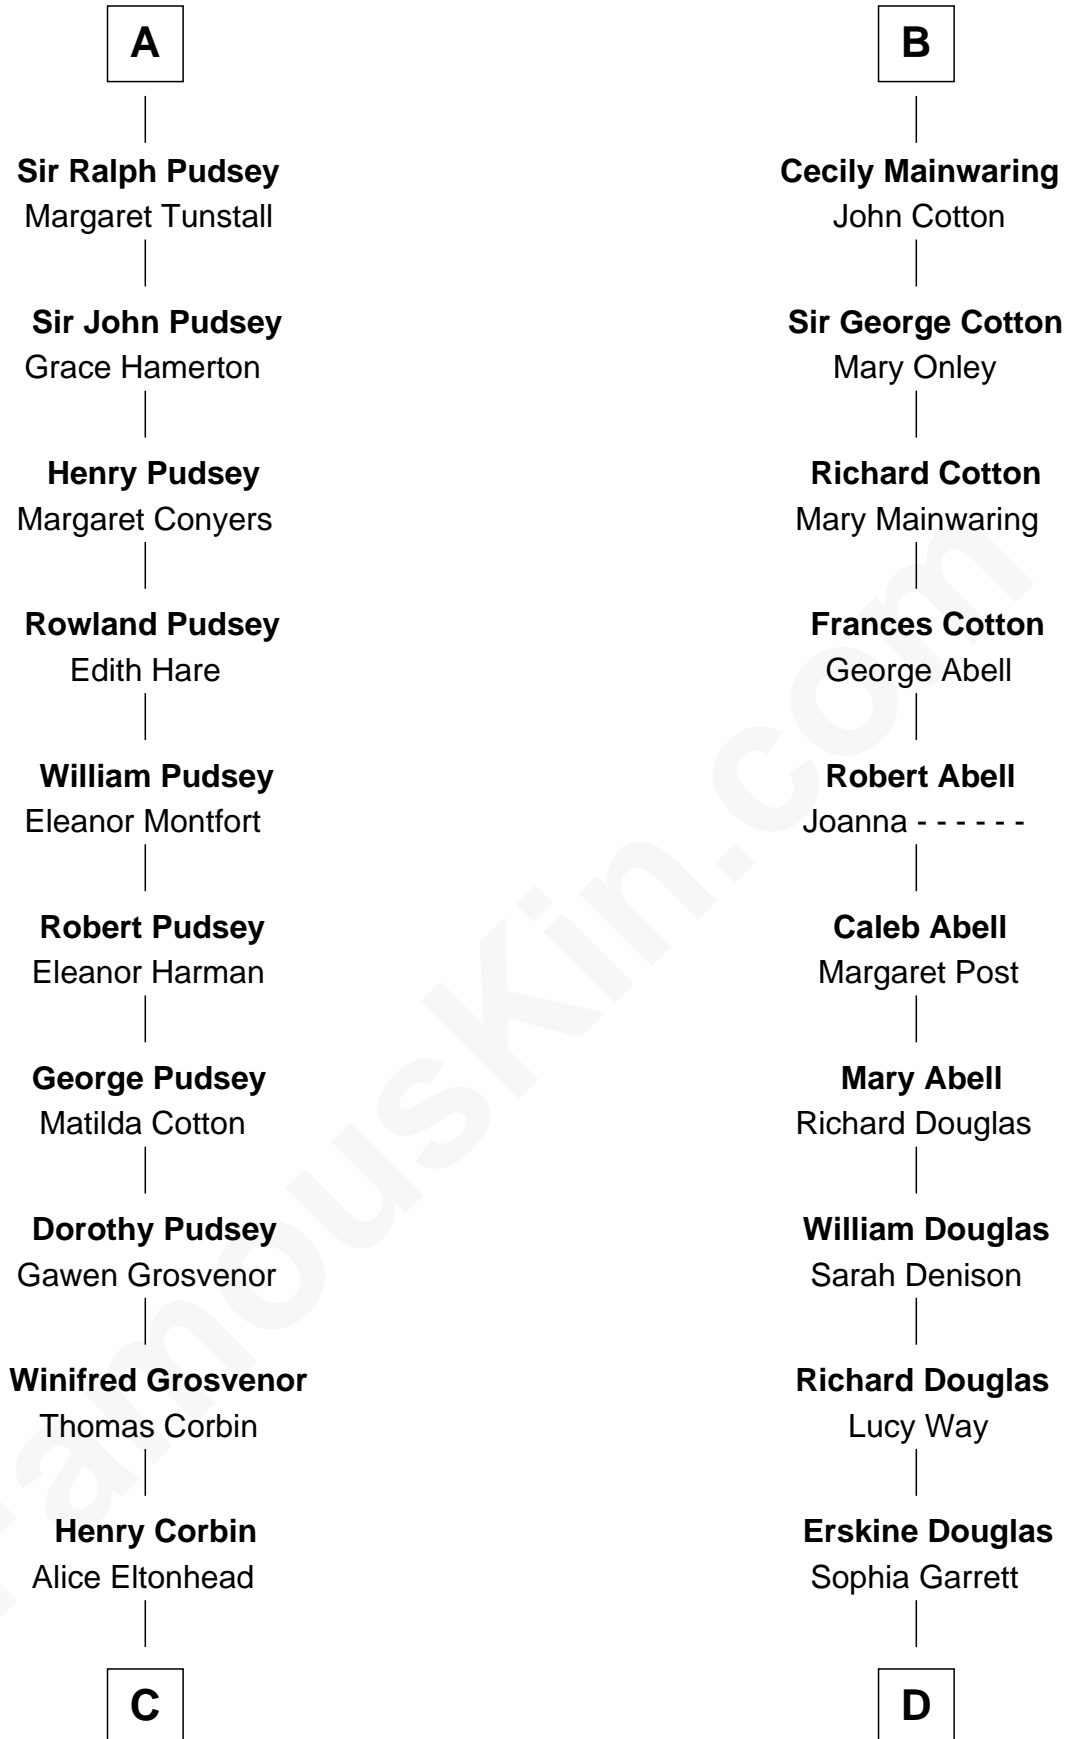 A
Sir Ralph Pudsey
Margaret Tunstall
Sir John Pudsey
Grace Hamerton
Henry Pudsey
Margaret Conyers
Rowland Pudsey
Edith Hare
William Pudsey
Eleanor Montfort
Robert Pudsey
Eleanor Harman
George Pudsey
Matilda Cotton
Dorothy Pudsey
Gawen Grosvenor
Winifred Grosvenor
Thomas Corbin
Henry Corbin
Alice Eltonhead
C
B
Cecily Mainwaring
John Cotton
Sir George Cotton
Mary Onley
Richard Cotton
Mary Mainwaring
Frances Cotton
George Abell
Robert Abell
Joanna - - - - - -
Caleb Abell
Margaret Post
Mary Abell
Richard Douglas
William Douglas
Sarah Denison
Richard Douglas
Lucy Way
Erskine Douglas
Sophia Garrett
D
FamousKin.com